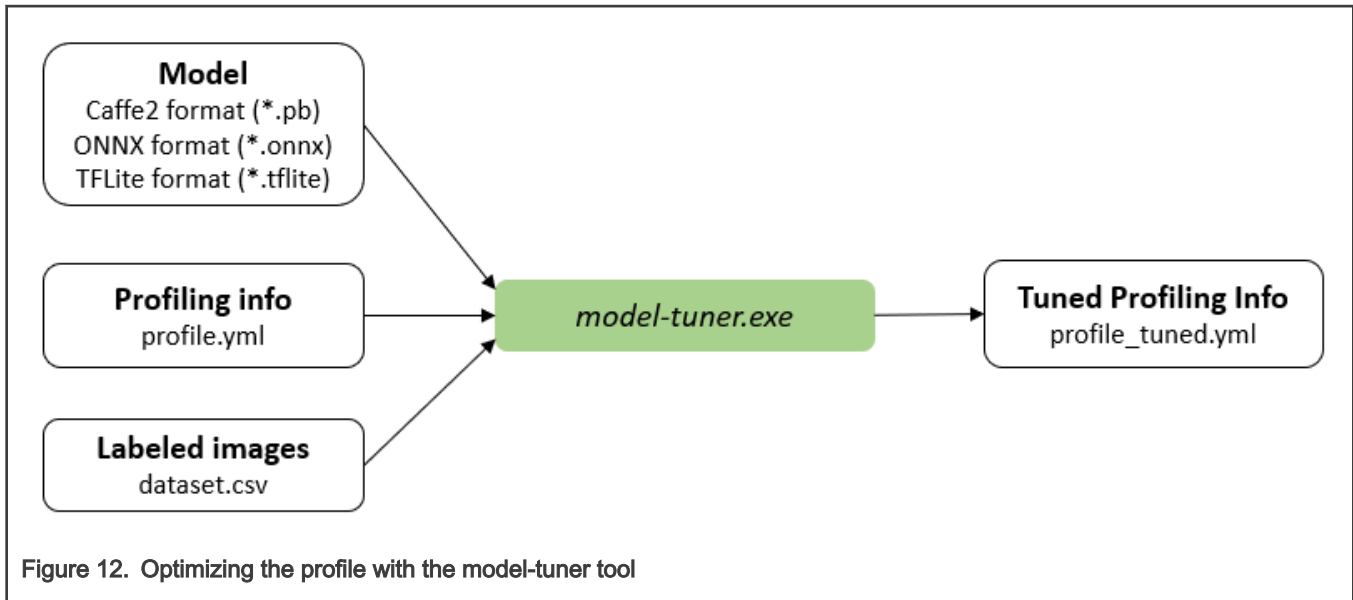 Model
Caffe2 format (*.pb)
ONNX format (*.onnx)
TFLite format (*.tflite)
Profiling info
profile.yml
Labeled images
dataset.csv
model-tuner.exe
Tuned Profiling Info
profile_tuned.yml
Figure 12. Optimizing the profile with the model-tuner tool